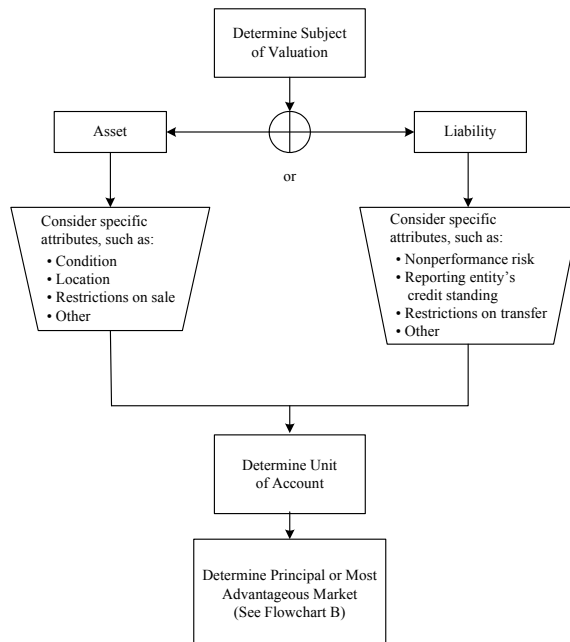 Determine Subject
of Valuation
Asset
Liability
or
Consider specific
attributes, such as:
• Condition
• Location
• Restrictions on sale
• Other
Consider specific
attributes, such as:
• Nonperformance risk
• Reporting entity's
credit standing
• Restrictions on transfer
• Other
Determine Unit
of Account
Determine Principal or Most
Advantageous Market
(See Flowchart B)